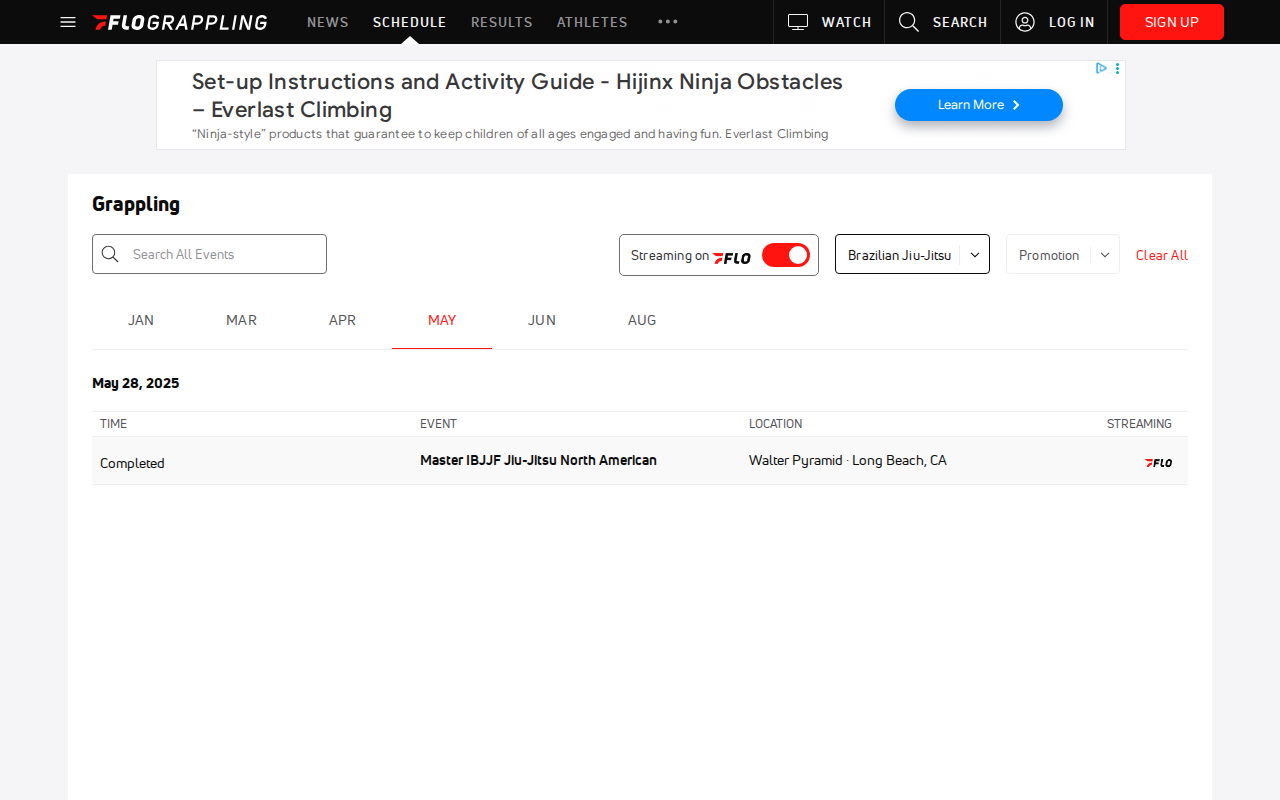 FLOGRAPPLING NEWS SCHEDULE RESULTS ATHLETES WATCH SEARCH LOG IN SIGN UP
Set-up Instructions and Activity Guide - Hijinx Ninja Obstacles
– Everlast Climbing
"Ninja-style" products that guarantee to keep children of all ages engaged and having fun. Everlast Climbing
Learn More
Grappling
Search All Events
Streaming on FLO
Brazilian Jiu-Jitsu
Promotion
Clear All
JAN MAR APR MAY JUN AUG
May 28, 2025
TIME EVENT LOCATION STREAMING
Completed Master IBJJF Jiu-Jitsu North American Walter Pyramid · Long Beach, CA FLO